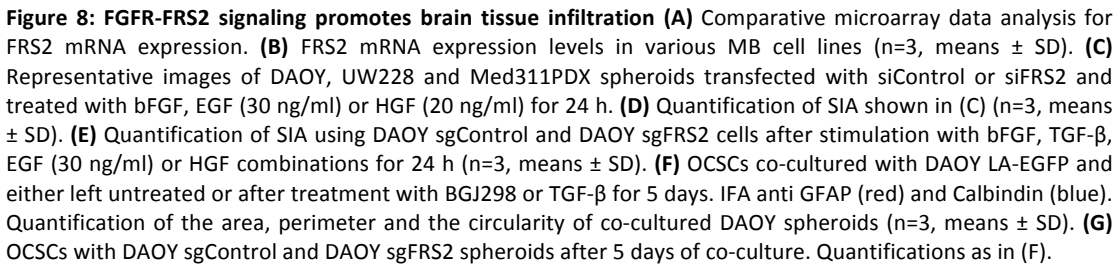 Figure 8: FGFR-FRS2 signaling promotes brain tissue infiltration (A) Comparative microarray data analysis for
FRS2 mRNA expression. (B) FRS2 mRNA expression levels in various MB cell lines (n=3, means ± SD). (C)
Representative images of DAOY, UW228 and Med311PDX spheroids transfected with siControl or siFRS2 and
treated with bFGF, EGF (30 ng/ml) or HGF (20 ng/ml) for 24 h. (D) Quantification of SIA shown in (C) (n=3, means
± SD). (E) Quantification of SIA using DAOY sgControl and DAOY sgFRS2 cells after stimulation with bFGF, TGF-β,
EGF (30 ng/ml) or HGF combinations for 24 h (n=3, means ± SD). (F) OCSCs co-cultured with DAOY LA-EGFP and
either left untreated or after treatment with BGJ298 or TGF-β for 5 days. IFA anti GFAP (red) and Calbindin (blue).
Quantification of the area, perimeter and the circularity of co-cultured DAOY spheroids (n=3, means ± SD). (G)
OCSCs with DAOY sgControl and DAOY sgFRS2 spheroids after 5 days of co-culture. Quantifications as in (F).